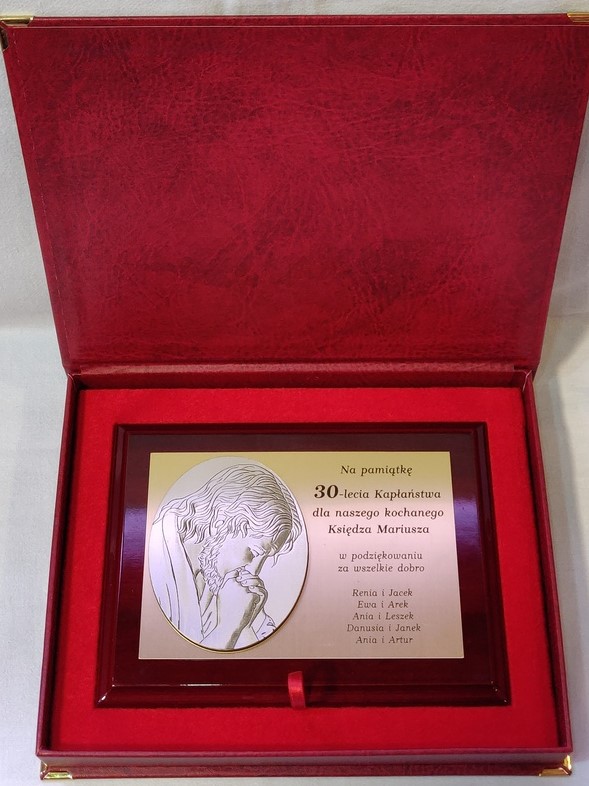 Na pamiątkę
30-lecia Kapłaństwa
dla naszego kochanego
Księdza Mariusza
w podziękowaniu
za wszelkie dobro
Renia i Jacek
Ewa i Arek
Ania i Leszek
Danusia i Janek
Ania i Artur